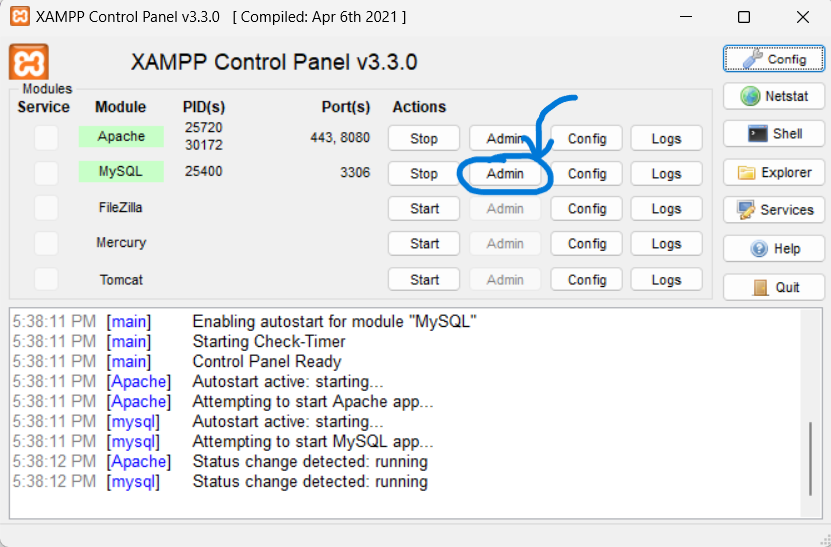 XAMPP Control Panel v3.3.0 [ Compiled: Apr 6th 2021 ]
XAMPP Control Panel v3.3.0
Config
Modules
Service Module PID(s) Port(s) Actions
Netstat
Apache 25720 30172 443, 8080 Stop Admin Config Logs
Shell
MySQL 25400 3306 Stop Admin Config Logs
Explorer
FileZilla Start Admin Config Logs
Services
Mercury Start Admin Config Logs
Help
Tomcat Start Admin Config Logs
Quit
5:38:11 PM [main] Enabling autostart for module "MySQL"
5:38:11 PM [main] Starting Check-Timer
5:38:11 PM [main] Control Panel Ready
5:38:11 PM [Apache] Autostart active: starting...
5:38:11 PM [Apache] Attempting to start Apache app...
5:38:11 PM [mysql] Autostart active: starting...
5:38:11 PM [mysql] Attempting to start MySQL app...
5:38:12 PM [Apache] Status change detected: running
5:38:12 PM [mysql] Status change detected: running